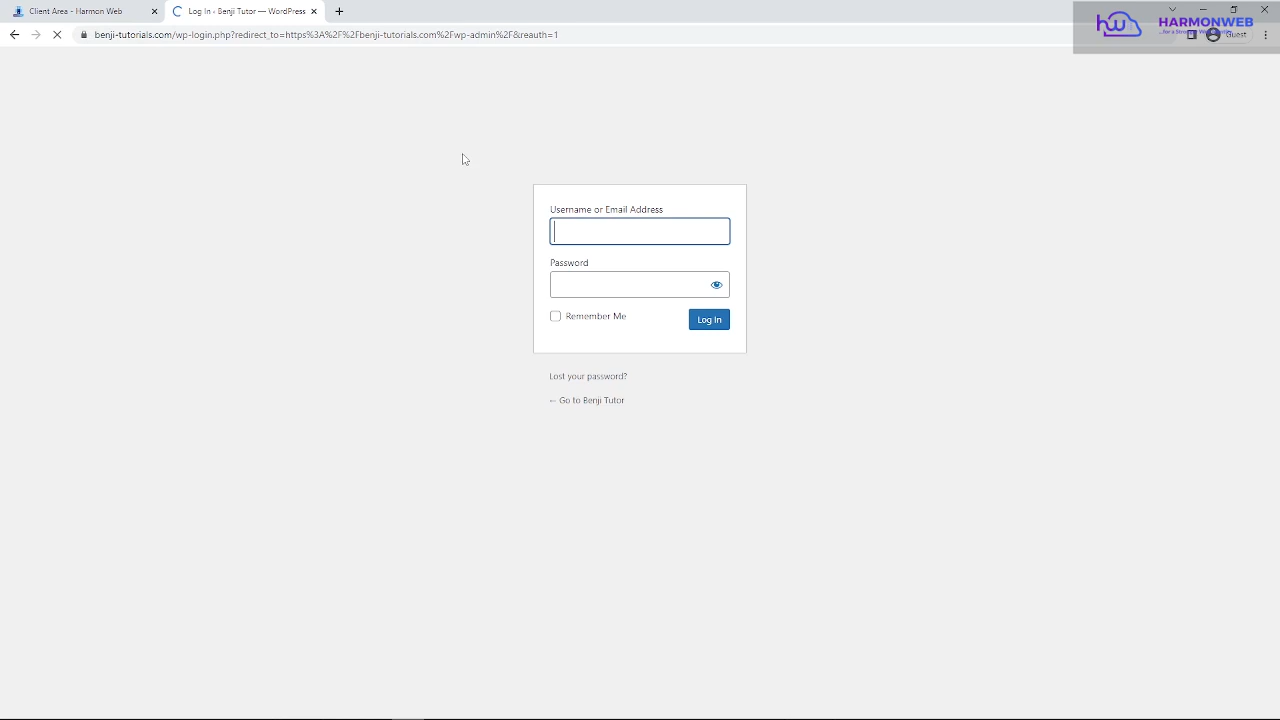 Client Area - Harmon Web
Log In ‹ Benji Tutor — WordPress
benji-tutorials.com/wp-login.php?redirect_to=https%3A%2F%2Fbenji-tutorials.com%2Fwp-admin%2F&reauth=1
Guest
HARMONWEB
Username or Email Address
Password
Remember Me
Log In
Lost your password?
← Go to Benji Tutor